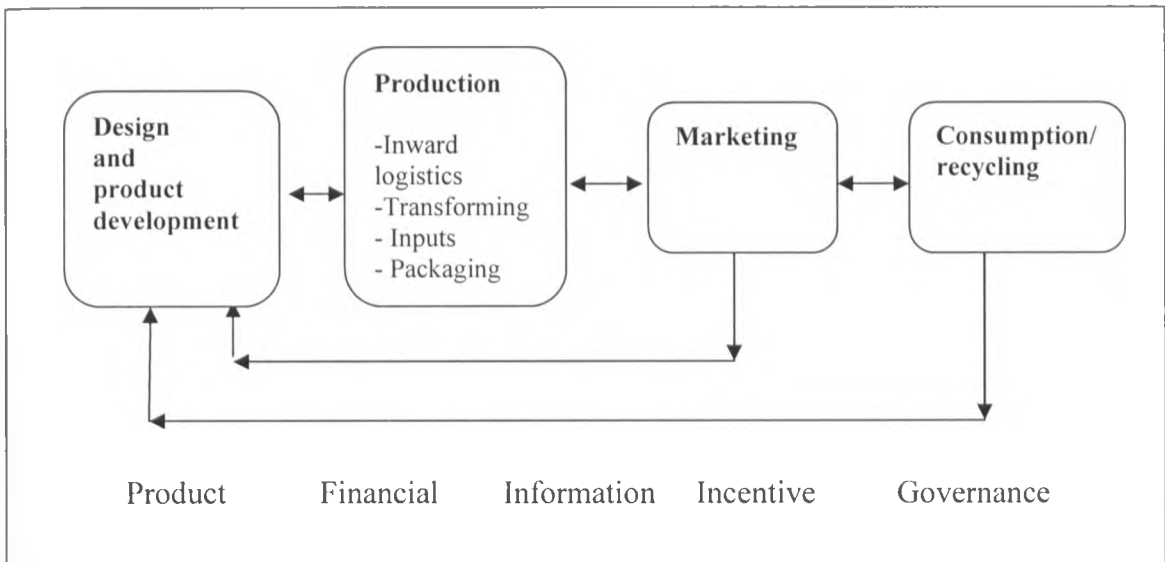 Design
and
product
development
Production
-Inward
logistics
-Transforming
- Inputs
- Packaging
Marketing
Consumption/
recycling
Product Financial Information Incentive Governance